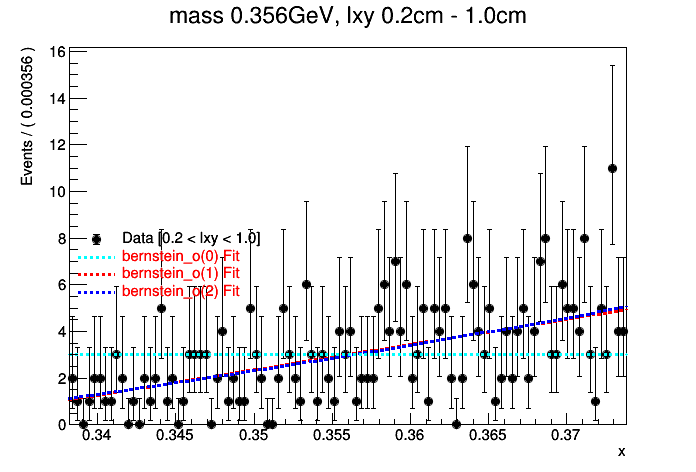 mass 0.356GeV, lxy 0.2cm - 1.0cm
Events / ( 0.000356 )
16
14
12
10
8
6
4
2
0
Data [0.2 < lxy < 1.0]
bernstein_o(0) Fit
bernstein_o(1) Fit
bernstein_o(2) Fit
0.34 0.345 0.35 0.355 0.36 0.365 0.37
x